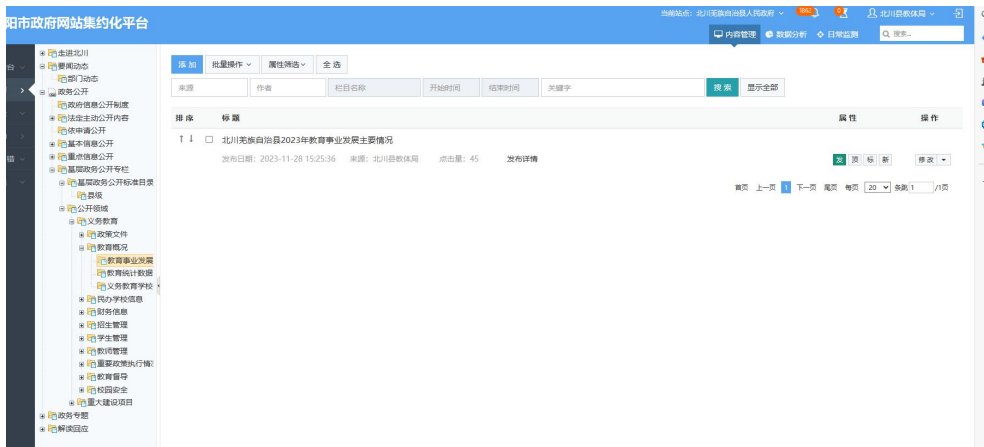 阳市政府网站集约化平台
当前站点：北川羌族自治县人民政府
北川县教体局
内容管理 数据分析 日常监测 搜索...
走进北川
要闻动态
部门动态
政务公开
政府信息公开制度
法定主动公开内容
依申请公开
基本信息公开
重点信息公开
基层政务公开专栏
基层政务公开标准目录
县级
公开领域
义务教育
政策文件
教育概况
教育事业发展
教育统计数据
义务教育学校
民办学校信息
财务信息
招生管理
学生管理
教师管理
重要政策执行情
教育督导
校园安全
重大建设项目
政务专题
解读回应
添加 批量操作 属性筛选 全选
来源 作者 栏目名称 开始时间 结束时间 关键字 搜索 显示全部
排序 标题 属性 操作
↑↓ 北川羌族自治县2023年教育事业发展主要情况
发布日期：2023-11-28 15:25:36 来源：北川县教体局 点击量：45 发布详情 发 顶 标 新 修改
首页 上一页 1 下一页 尾页 每页 20 条跳 1 /1页